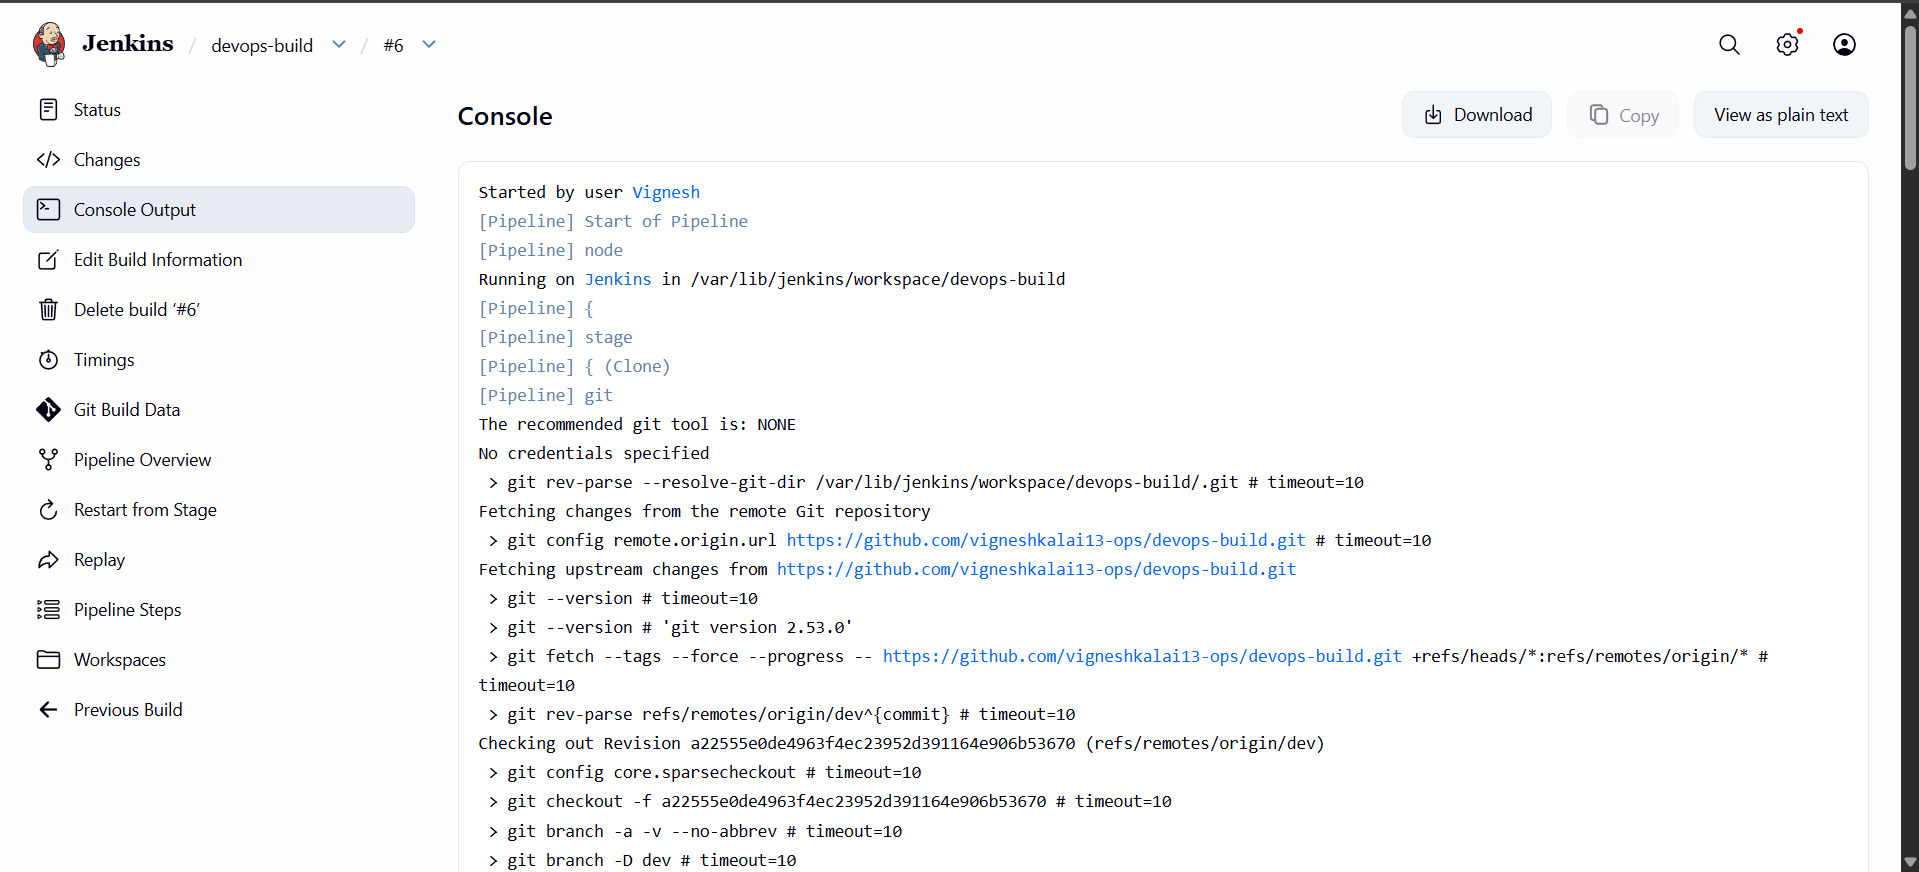 Jenkins / devops-build / #6
Status
Changes
Console Output
Edit Build Information
Delete build ‘#6’
Timings
Git Build Data
Pipeline Overview
Restart from Stage
Replay
Pipeline Steps
Workspaces
Previous Build
Console
Download
Copy
View as plain text
Started by user Vignesh
[Pipeline] Start of Pipeline
[Pipeline] node
Running on Jenkins in /var/lib/jenkins/workspace/devops-build
[Pipeline] {
[Pipeline] stage
[Pipeline] { (Clone)
[Pipeline] git
The recommended git tool is: NONE
No credentials specified
 > git rev-parse --resolve-git-dir /var/lib/jenkins/workspace/devops-build/.git # timeout=10
Fetching changes from the remote Git repository
 > git config remote.origin.url https://github.com/vigneshkalai13-ops/devops-build.git # timeout=10
Fetching upstream changes from https://github.com/vigneshkalai13-ops/devops-build.git
 > git --version # timeout=10
 > git --version # 'git version 2.53.0'
 > git fetch --tags --force --progress -- https://github.com/vigneshkalai13-ops/devops-build.git +refs/heads/*:refs/remotes/origin/* #
timeout=10
 > git rev-parse refs/remotes/origin/dev^{commit} # timeout=10
Checking out Revision a22555e0de4963f4ec23952d391164e906b53670 (refs/remotes/origin/dev)
 > git config core.sparsecheckout # timeout=10
 > git checkout -f a22555e0de4963f4ec23952d391164e906b53670 # timeout=10
 > git branch -a -v --no-abbrev # timeout=10
 > git branch -D dev # timeout=10